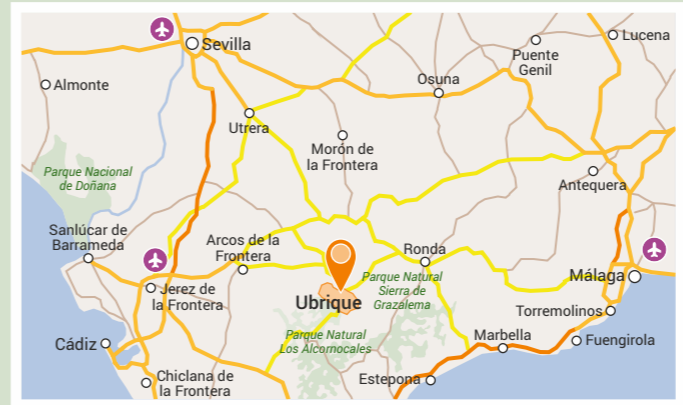 Sevilla
Lucena
Puente
Genil
Almonte
Osuna
Utrera
Morón de
la Frontera
Parque Nacional
de Doñana
Antequera
Sanlúcar de
Barrameda
Arcos de la
Frontera
Ronda
Jerez de
la Frontera
Parque Natural
Sierra de
Grazalema
Málaga
Ubrique
Torremolinos
Parque Natural
Los Alcornocales
Marbella
Fuengirola
Cádiz
Chiclana de
la Frontera
Estepona